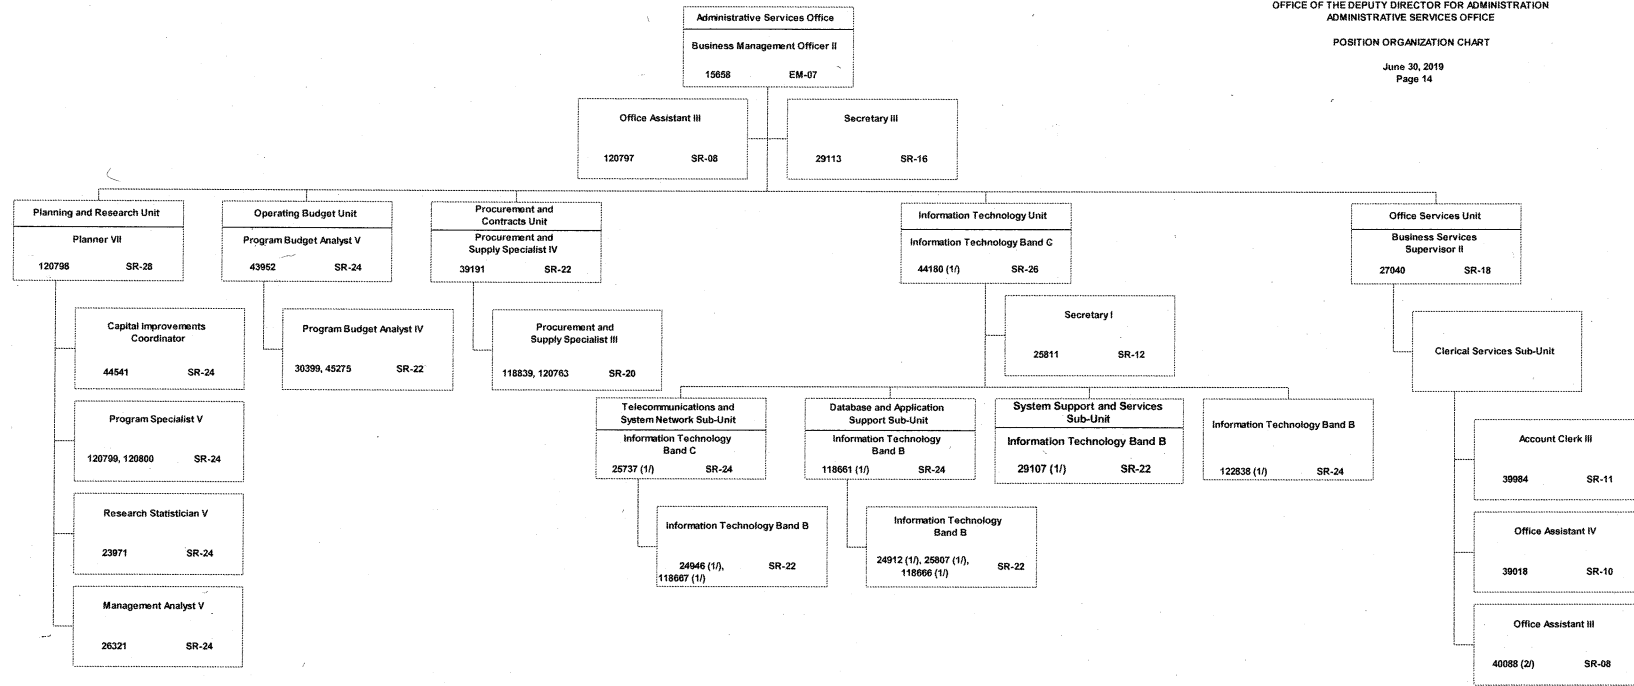 OFFICE OF THE DEPUTY DIRECTOR FOR ADMINISTRATION
ADMINISTRATIVE SERVICES OFFICE
POSITION ORGANIZATION CHART
June 30, 2019
Page 14
Administrative Services Office
Business Management Officer II
15658 EM-07
Office Assistant III
120797 SR-08
Secretary III
29113 SR-16
Planning and Research Unit
Planner VII
120798 SR-28
Capital Improvements
Coordinator
44541 SR-24
Program Specialist V
120799, 120800 SR-24
Research Statistician V
23971 SR-24
Management Analyst V
26321 SR-24
Operating Budget Unit
Program Budget Analyst V
43952 SR-24
Program Budget Analyst IV
30399, 45275 SR-22
Procurement and
Contracts Unit
Procurement and
Supply Specialist IV
39191 SR-22
Procurement and
Supply Specialist III
118839, 120763 SR-20
Information Technology Unit
Information Technology Band C
44180 (1/) SR-26
Secretary I
25811 SR-12
Telecommunications and
System Network Sub-Unit
Information Technology
Band C
25737 (1/) SR-24
Information Technology Band B
24946 (1/), SR-22
118667 (1/)
Database and Application
Support Sub-Unit
Information Technology
Band B
118661 (1/) SR-24
Information Technology
Band B
24912 (1/), 25807 (1/), SR-22
118666 (1/)
System Support and Services
Sub-Unit
Information Technology Band B
29107 (1/) SR-22
Information Technology Band B
122838 (1/) SR-24
Office Services Unit
Business Services
Supervisor II
27040 SR-18
Clerical Services Sub-Unit
Account Clerk III
39984 SR-11
Office Assistant IV
39018 SR-10
Office Assistant III
40088 (2/) SR-08